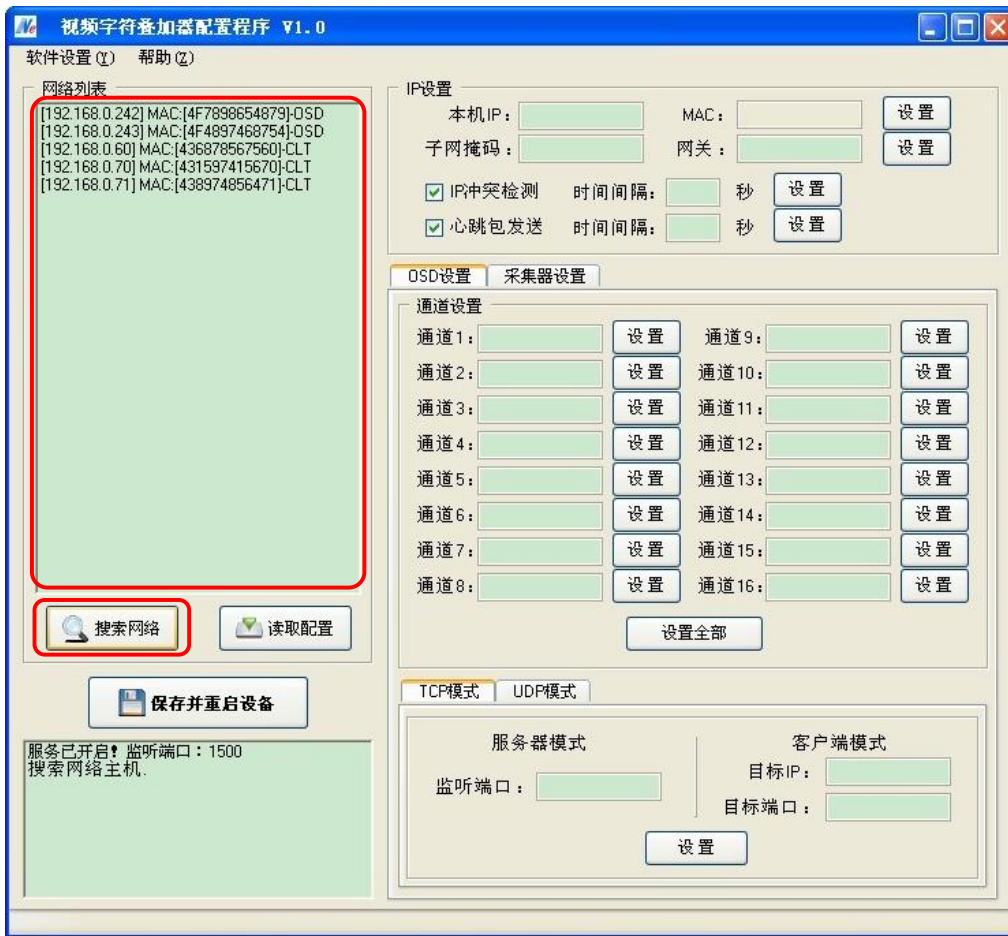 视频字符叠加器配置程序 V1.0
软件设置(Y) 帮助(Z)
网络列表
[192.168.0.242] MAC:[4F7898654879]-OSD
[192.168.0.243] MAC:[4F4897468754]-OSD
[192.168.0.60] MAC:[436878567560]-CLT
[192.168.0.70] MAC:[431597415670]-CLT
[192.168.0.71] MAC:[438974856471]-CLT
搜索网络 读取配置
保存并重启设备
服务已开启! 监听端口:1500
搜索网络主机.
IP设置
本机IP: MAC: 设置
子网掩码: 网关: 设置
IP冲突检测 时间间隔: 秒 设置
心跳包发送 时间间隔: 秒 设置
OSD设置 采集器设置
通道设置
通道1: 设置 通道9: 设置
通道2: 设置 通道10: 设置
通道3: 设置 通道11: 设置
通道4: 设置 通道12: 设置
通道5: 设置 通道13: 设置
通道6: 设置 通道14: 设置
通道7: 设置 通道15: 设置
通道8: 设置 通道16: 设置
设置全部
TCP模式 UDP模式
服务器模式 客户端模式
监听端口: 目标IP:
目标端口:
设置